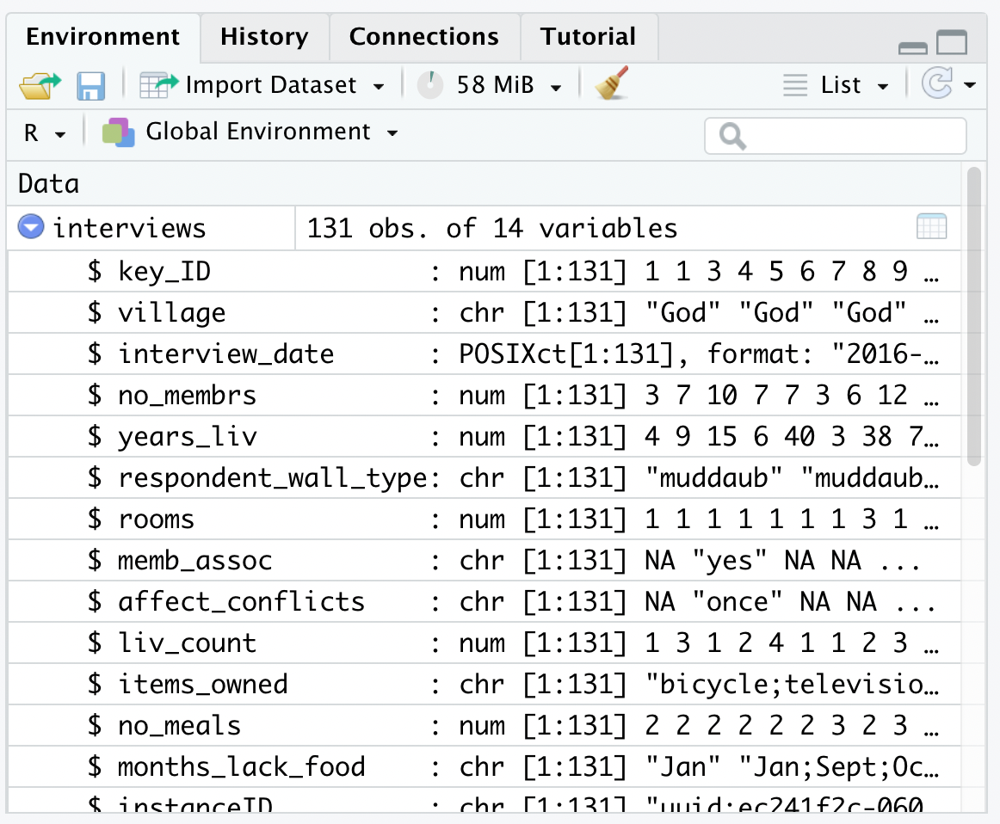 Environment History Connections Tutorial
Import Dataset 58 MiB List
R Global Environment
Data
interviews 131 obs. of 14 variables
$ key_ID : num [1:131] 1 1 3 4 5 6 7 8 9 …
$ village : chr [1:131] "God" "God" "God" …
$ interview_date : POSIXct[1:131], format: "2016-…
$ no_membrs : num [1:131] 3 7 10 7 7 3 6 12 …
$ years_liv : num [1:131] 4 9 15 6 40 3 38 7…
$ respondent_wall_type: chr [1:131] "muddaub" "muddaub…
$ rooms : num [1:131] 1 1 1 1 1 1 1 3 1 …
$ memb_assoc : chr [1:131] NA "yes" NA NA ...
$ affect_conflicts : chr [1:131] NA "once" NA NA ...
$ liv_count : num [1:131] 1 3 1 2 4 1 1 2 3 …
$ items_owned : chr [1:131] "bicycle;televisio…
$ no_meals : num [1:131] 2 2 2 2 2 2 3 2 3 …
$ months_lack_food : chr [1:131] "Jan" "Jan;Sept;Oc…
$ instanceID : chr [1:131] "uuid:ec241f2c-060